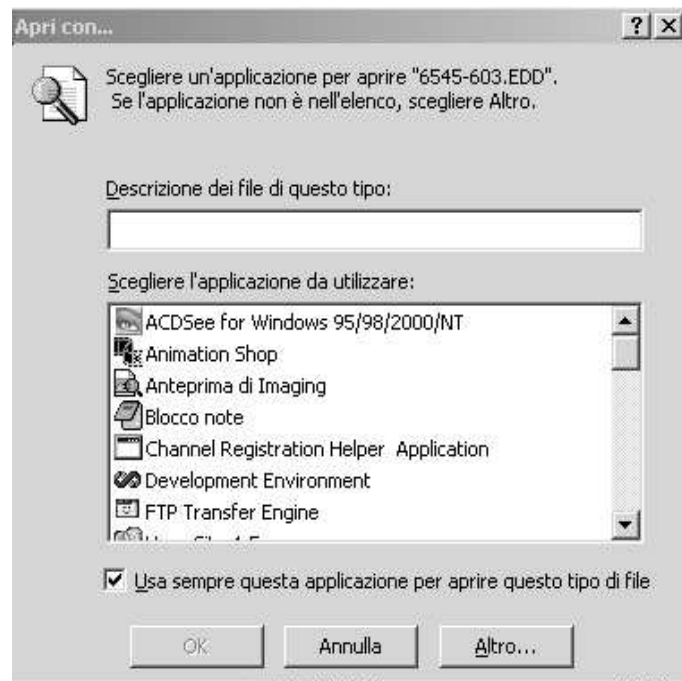 Apri con...
Scegliere un'applicazione per aprire "6545-603.EDD".
Se l'applicazione non è nell'elenco, scegliere Altro.
Descrizione dei file di questo tipo:
Scegliere l'applicazione da utilizzare:
ACDSee for Windows 95/98/2000/NT
Animation Shop
Anteprima di Imaging
Blocco note
Channel Registration Helper Application
Development Environment
FTP Transfer Engine
Usa sempre questa applicazione per aprire questo tipo di file
OK
Annulla
Altro...